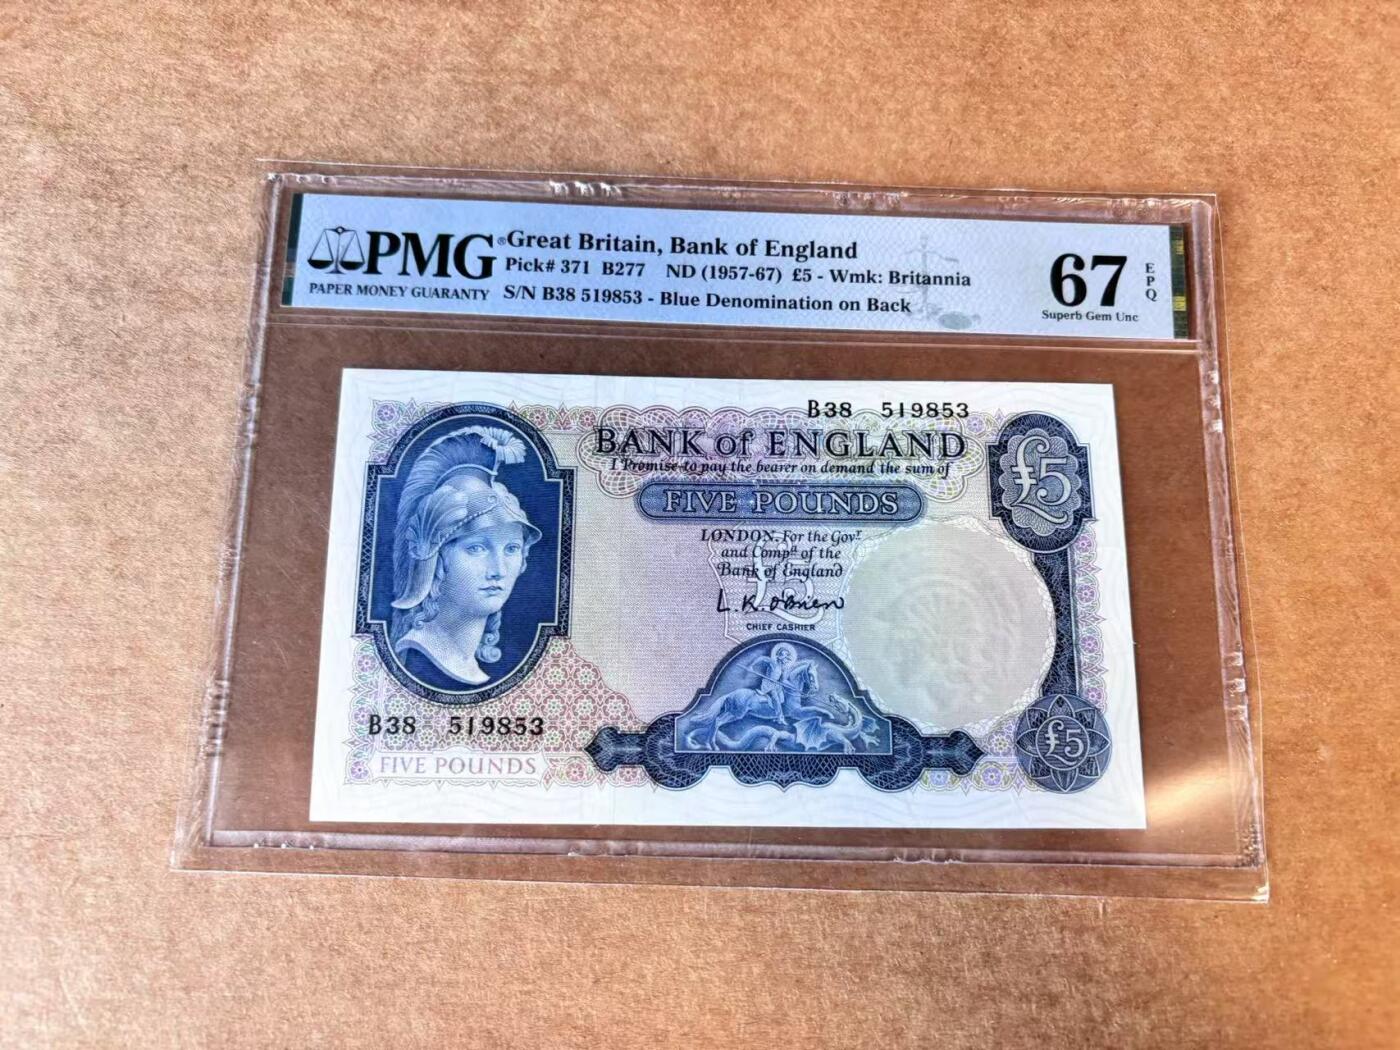 PMG®
PAPER MONEY GUARANTY
Great Britain, Bank of England
Pick# 371 B277 ND (1957-67) £5 - Wmk: Britannia
S/N B38 519853 - Blue Denomination on Back
67
EPQ
Superb Gem Unc
B38 519853
BANK of ENGLAND
I Promise to pay the bearer on demand the sum of
FIVE POUNDS
£5
LONDON. For the Govr.
and Compa. of the
Bank of England
£5
L.K. O'Brien
CHIEF CASHIER
B38 519853
FIVE POUNDS
£5